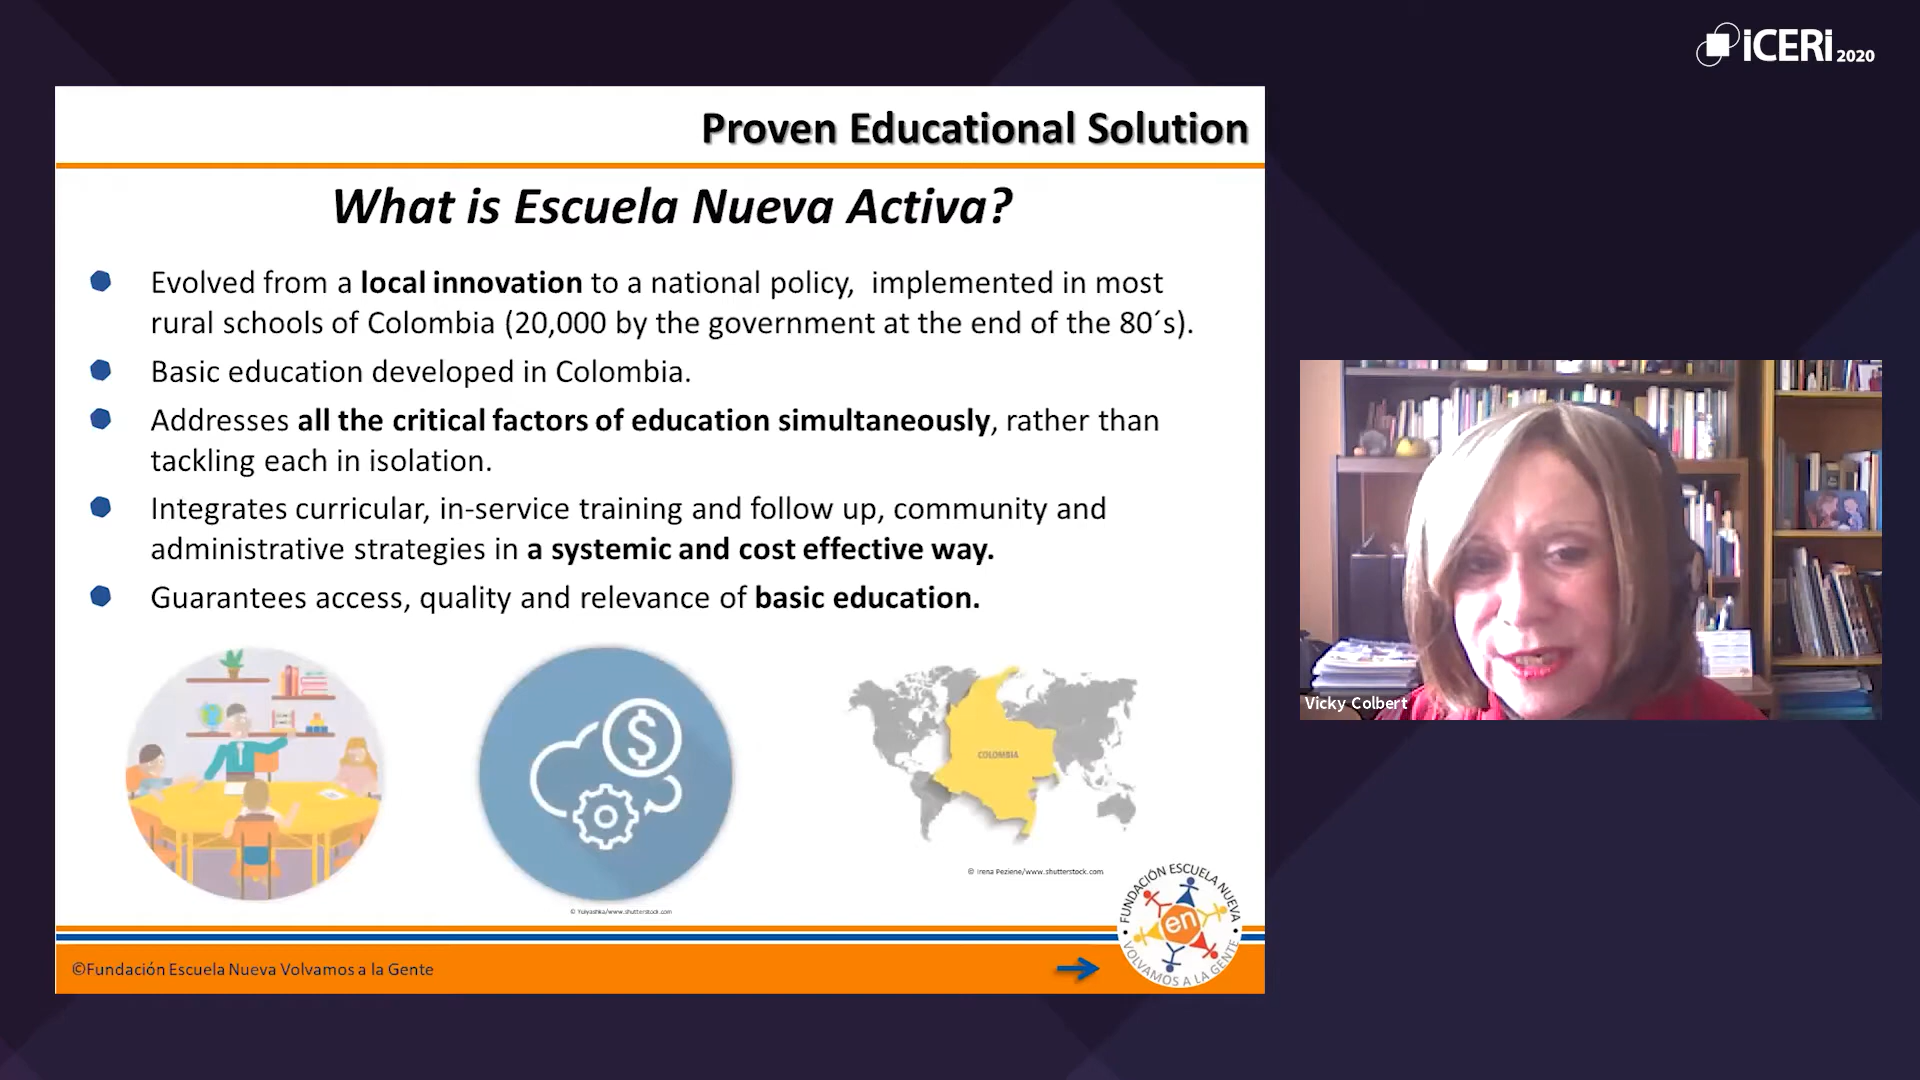 iCERi 2020
Proven Educational Solution
What is Escuela Nueva Activa?
Evolved from a local innovation to a national policy,  implemented in most
rural schools of Colombia (20,000 by the government at the end of the 80´s).
Basic education developed in Colombia.
Addresses all the critical factors of education simultaneously, rather than
tackling each in isolation.
Integrates curricular, in-service training and follow up, community and
administrative strategies in a systemic and cost effective way.
Guarantees access, quality and relevance of basic education.
$
COLOMBIA
© Irena Peziene/www.shutterstock.com
© Yuiyashka/www.shutterstock.com
FUNDACIÓN ESCUELA NUEVA
en
VOLVAMOS A LA GENTE
©Fundación Escuela Nueva Volvamos a la Gente
Vicky Colbert